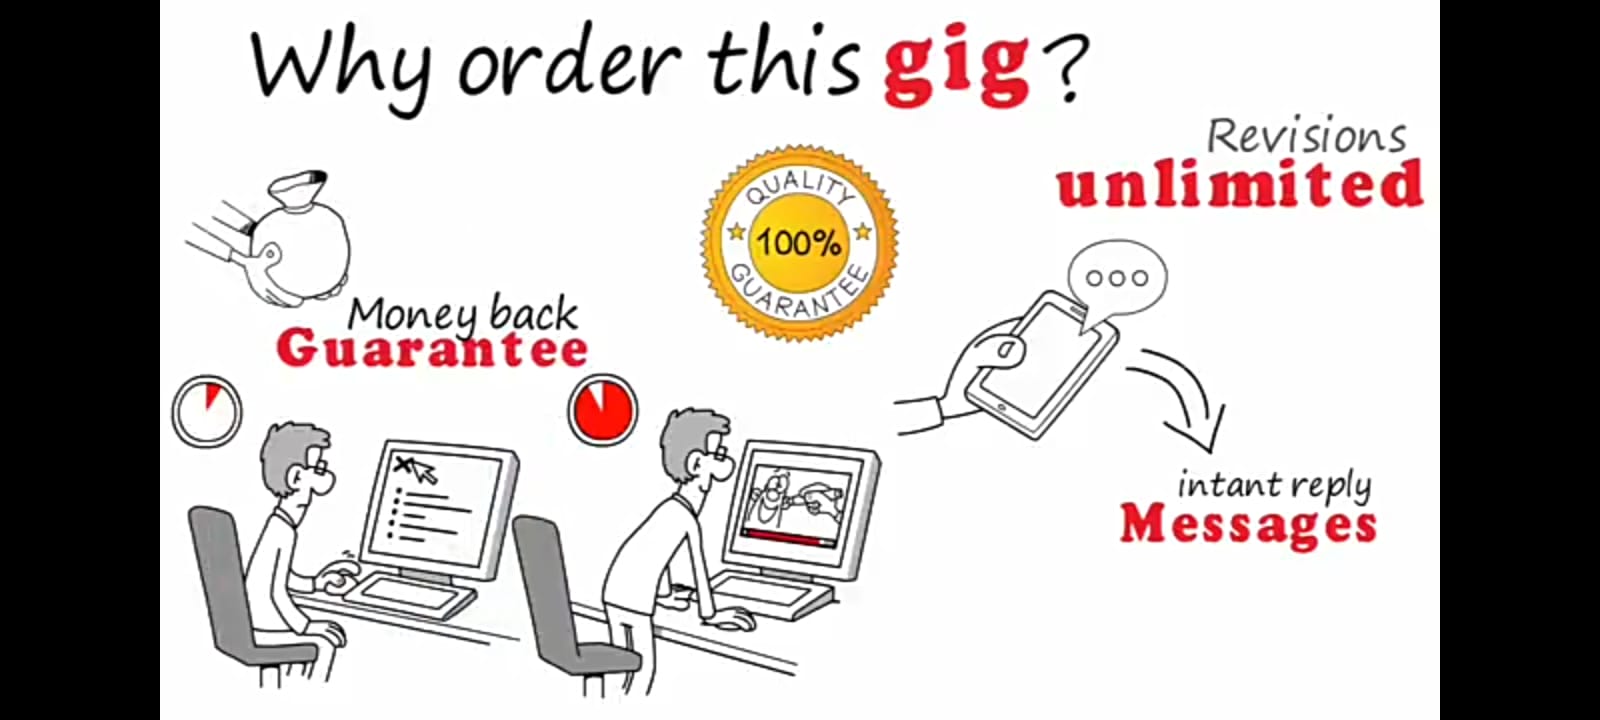 Why order this gig?
Revisions
unlimited
QUALITY
100%
GUARANTEE
Money back
Guarantee
intant reply
Messages